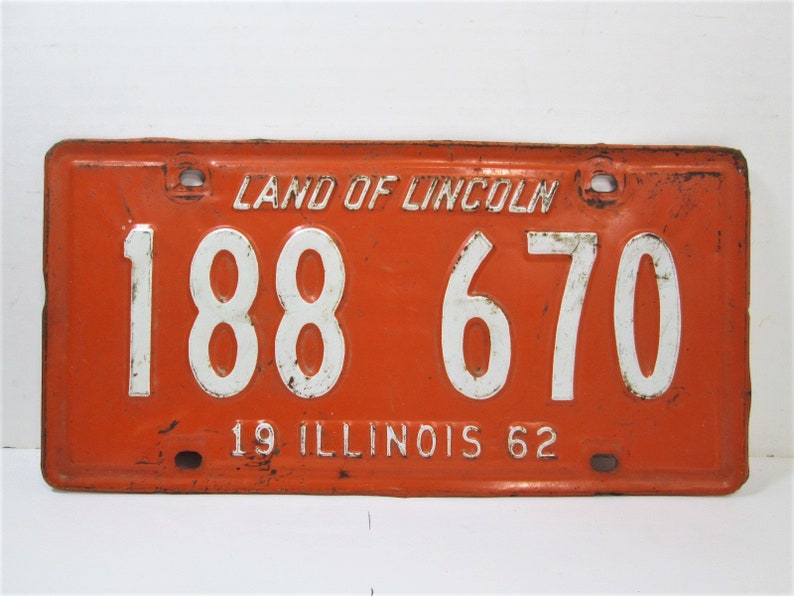 LAND OF LINCOLN
188 670
19 ILLINOIS 62